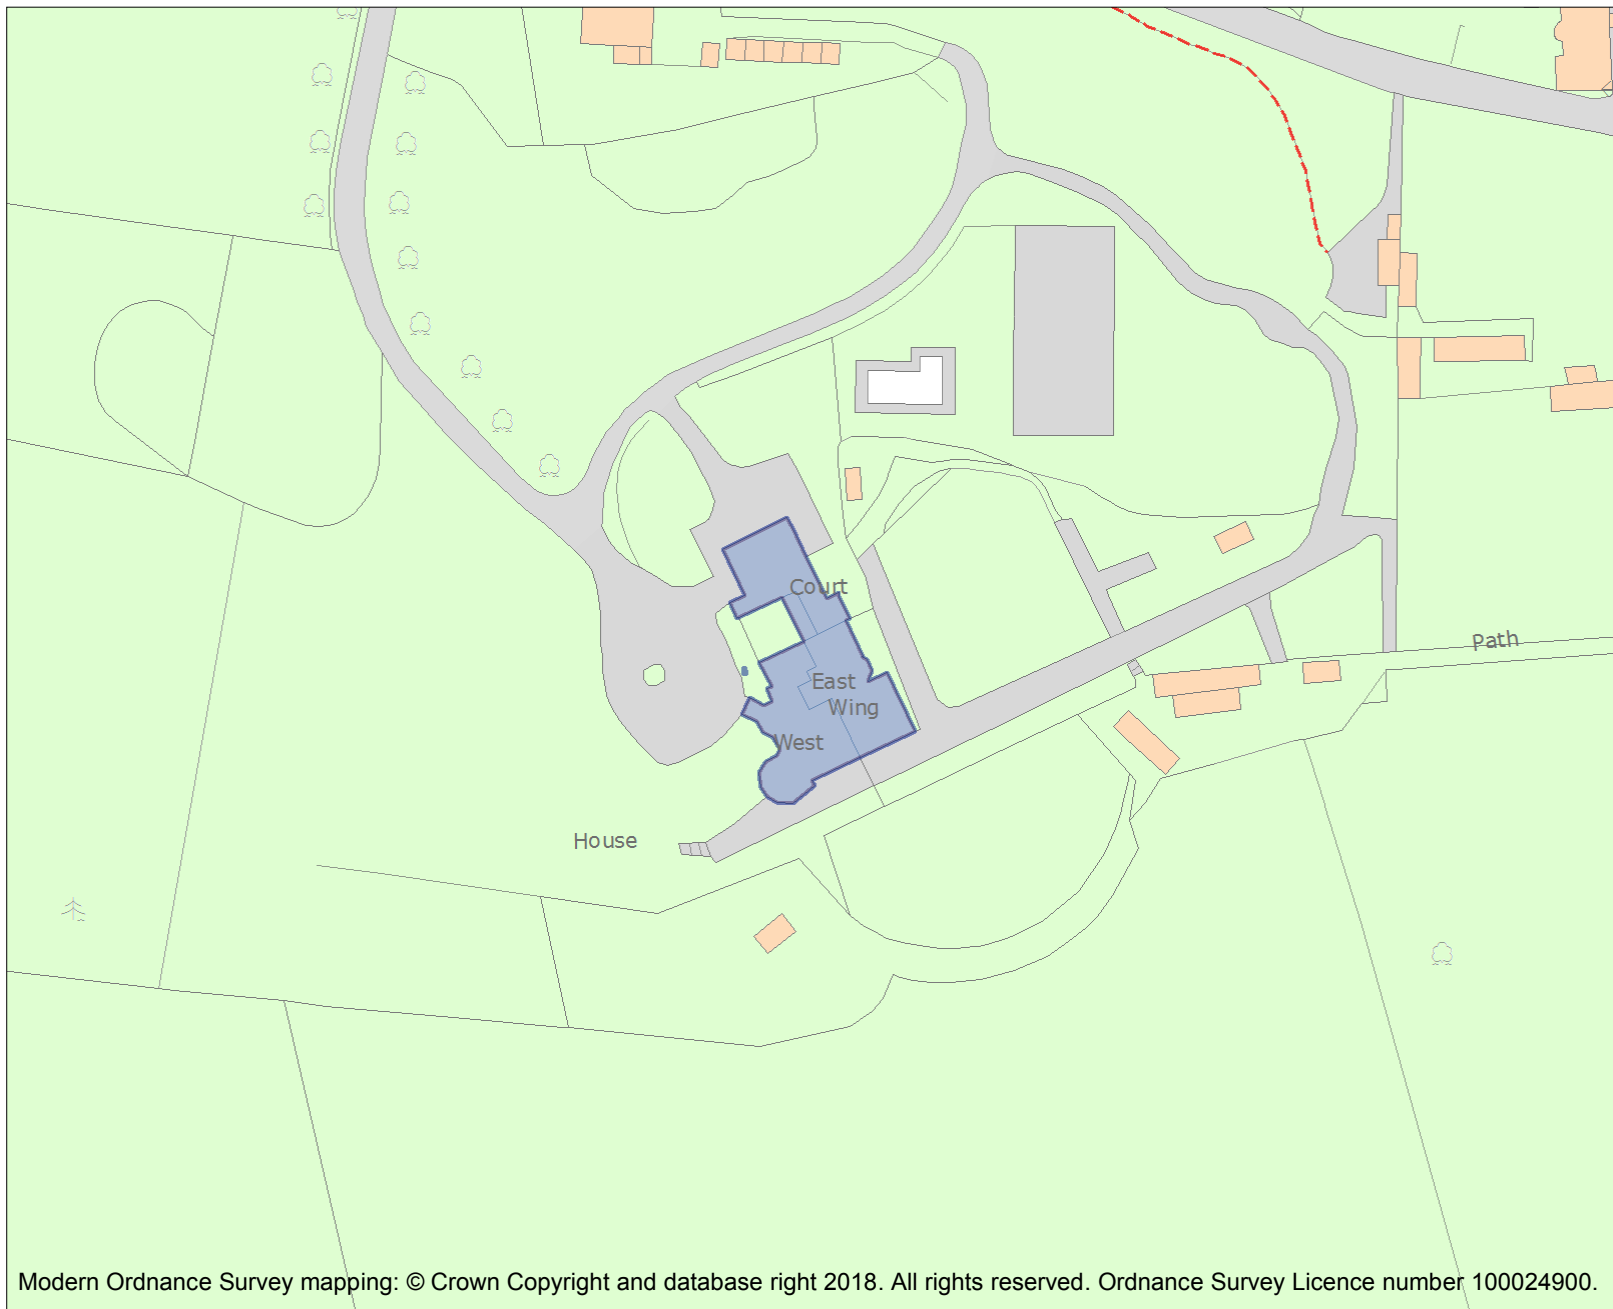 Court
Path
East
Wing
West
House
Modern Ordnance Survey mapping: © Crown Copyright and database right 2018. All rights reserved. Ordnance Survey Licence number 100024900.